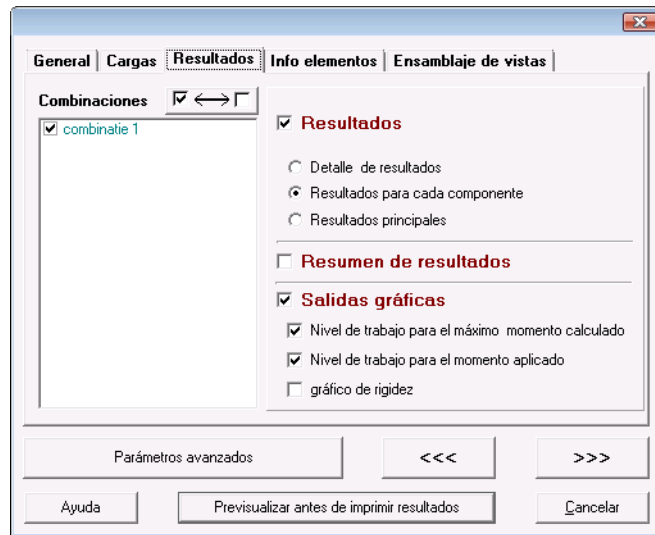 General Cargas Resultados Info elementos Ensamblaje de vistas
Combinaciones
combinatie 1
Resultados
Detalle de resultados
Resultados para cada componente
Resultados principales
Resumen de resultados
Salidas gráficas
Nivel de trabajo para el máximo momento calculado
Nivel de trabajo para el momento aplicado
gráfico de rigidez
Parámetros avanzados <<< >>>
Ayuda Previsualizar antes de imprimir resultados Cancelar